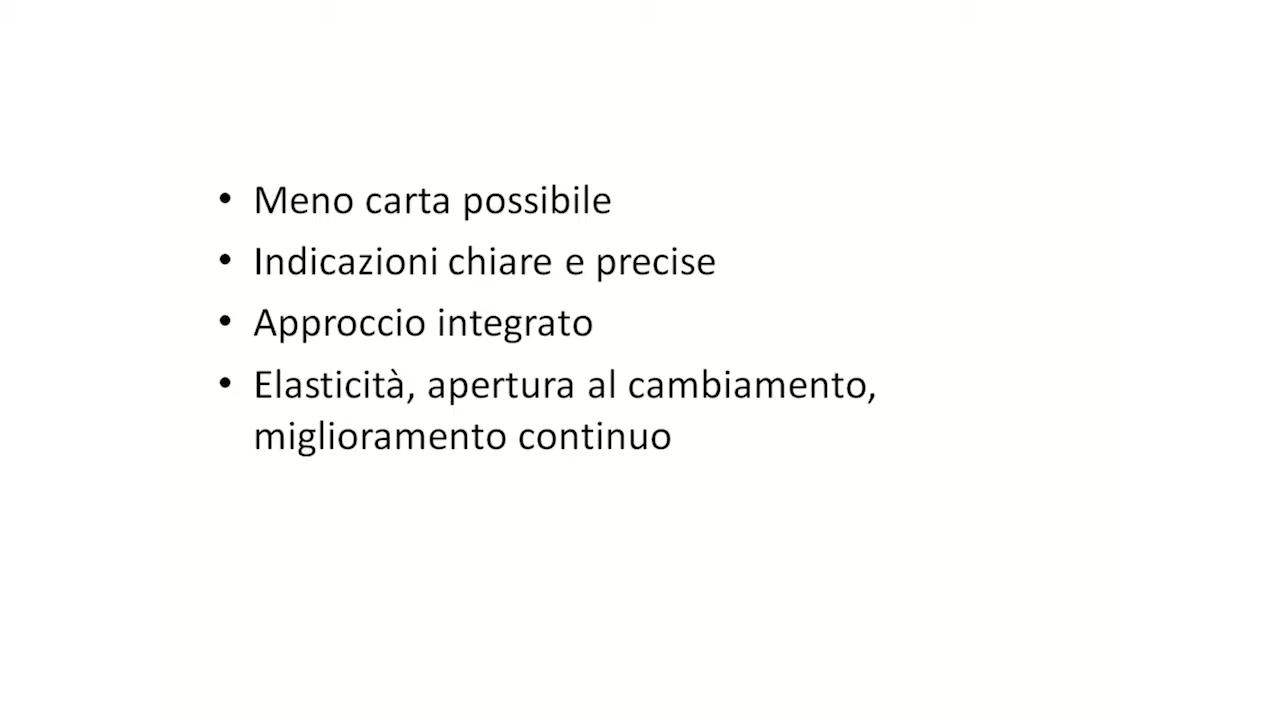 • Meno carta possibile
• Indicazioni chiare e precise
• Approccio integrato
• Elasticità, apertura al cambiamento,
miglioramento continuo